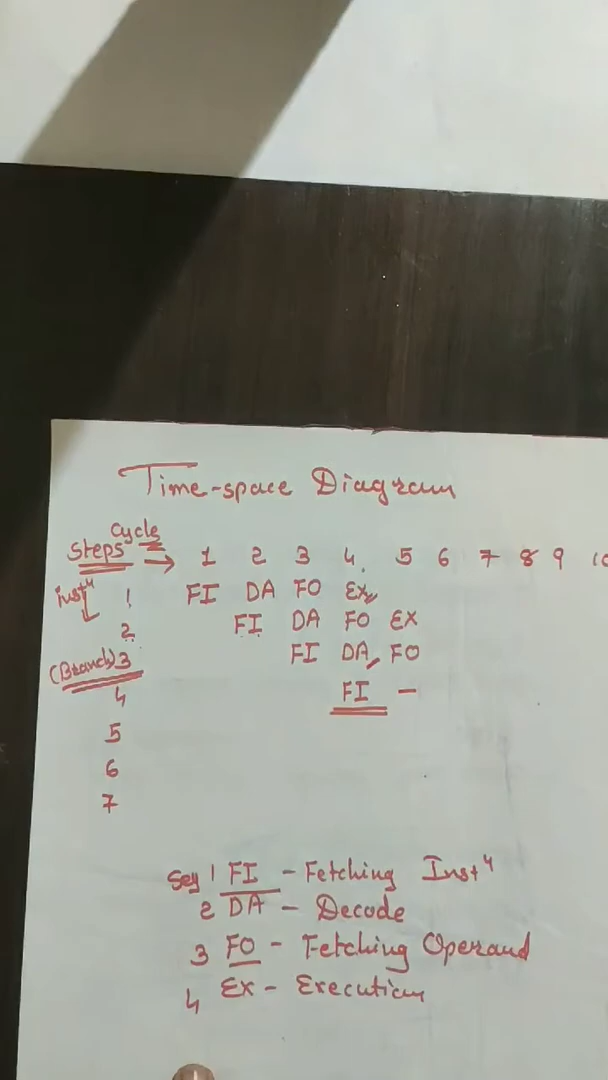 Time-space Diagram
Cycle
Steps → 1 2 3 4 5 6 7 8 9 10
Instⁿ 1 FI DA FO EX
2 FI DA FO EX
(Branch) 3 FI DA FO
4 FI —
5
6
7
Seg 1 FI - Fetching Instⁿ
2 DA - Decode
3 FO - Fetching Operand
4 EX - Execution